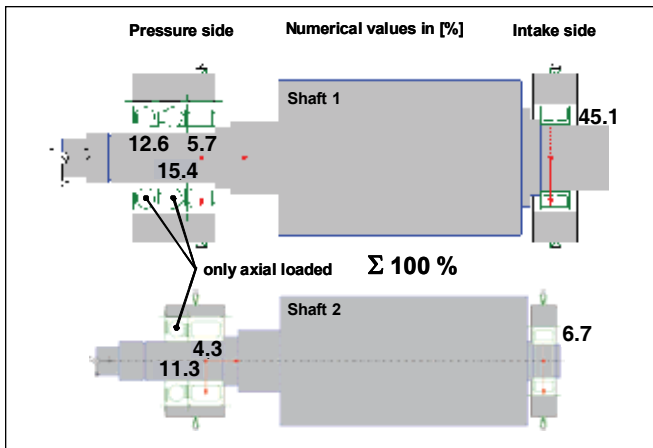 Pressure side Numerical values in [%] Intake side
Shaft 1
45.1
12.6 5.7
15.4
only axial loaded Σ 100 %
Shaft 2
6.7
4.3
11.3